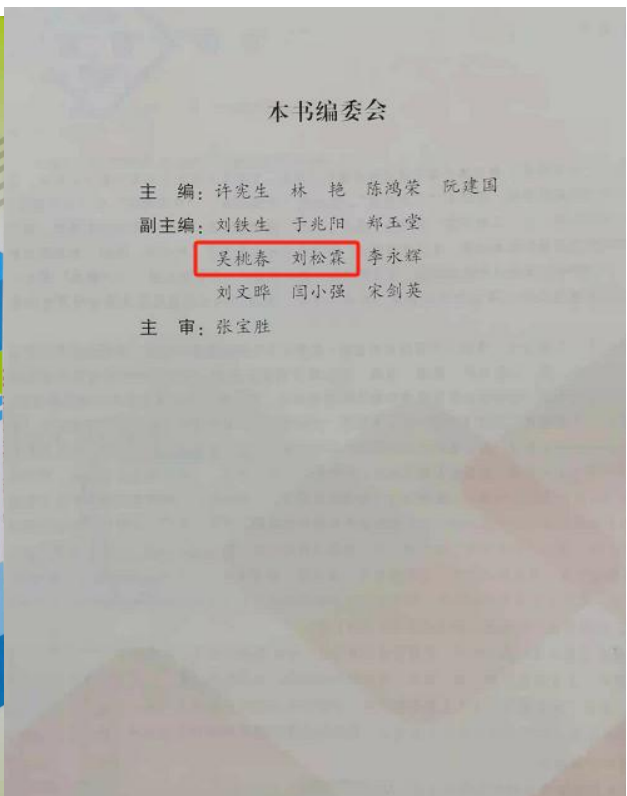 本书编委会
主 编：许宪生 林 艳 陈鸿荣 阮建国
副主编：刘铁生 于兆阳 郑玉堂
吴桃春 刘松霖 李永辉
刘文晔 闫小强 宋剑英
主 审：张宝胜